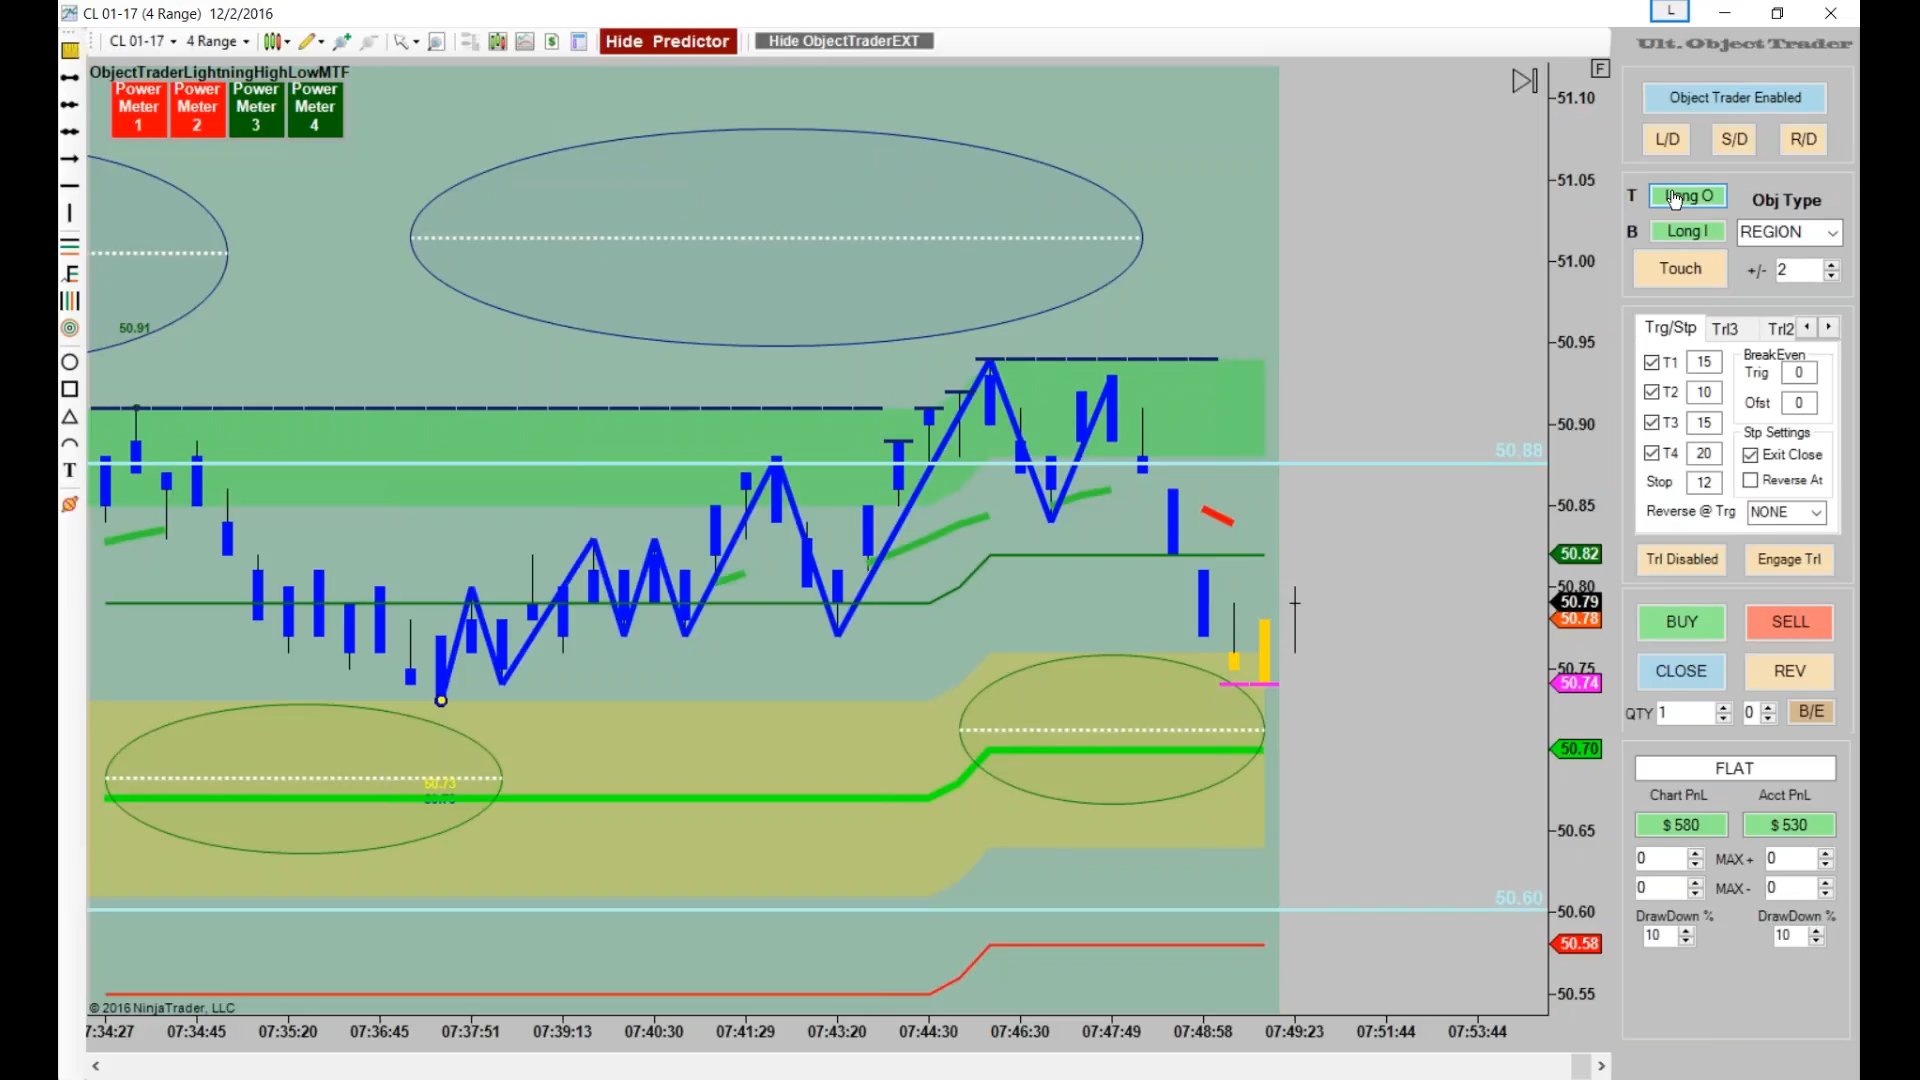 CL 01-17 (4 Range)  12/2/2016
L
CL 01-17
4 Range
Hide Predictor
Hide ObjectTraderEXT
Ult. Object Trader
ObjectTraderLightningHighLowMTF
Power Meter 1
Power Meter 2
Power Meter 3
Power Meter 4
F
T
50.91
50.73
50.88
50.60
51.10
51.05
51.00
50.95
50.90
50.85
50.82
50.80
50.79
50.78
50.75
50.74
50.70
50.65
50.60
50.58
50.55
© 2016 NinjaTrader, LLC
7:34:27
07:34:45
07:35:20
07:36:45
07:37:51
07:39:13
07:40:30
07:41:29
07:43:20
07:44:30
07:46:30
07:47:49
07:48:58
07:49:23
07:51:44
07:53:44
Object Trader Enabled
L/D
S/D
R/D
T
Long O
Obj Type
B
Long I
REGION
Touch
+/-
2
Trg/Stp
Trl3
Trl2
T1
15
BreakEven
Trig
0
T2
10
Ofst
0
T3
15
Stp Settings
T4
20
Exit Close
Stop
12
Reverse At
Reverse @ Trg
NONE
Trl Disabled
Engage Trl
BUY
SELL
CLOSE
REV
QTY
1
0
B/E
FLAT
Chart PnL
Acct PnL
$ 580
$ 530
0
MAX +
0
0
MAX -
0
DrawDown %
DrawDown %
10
10